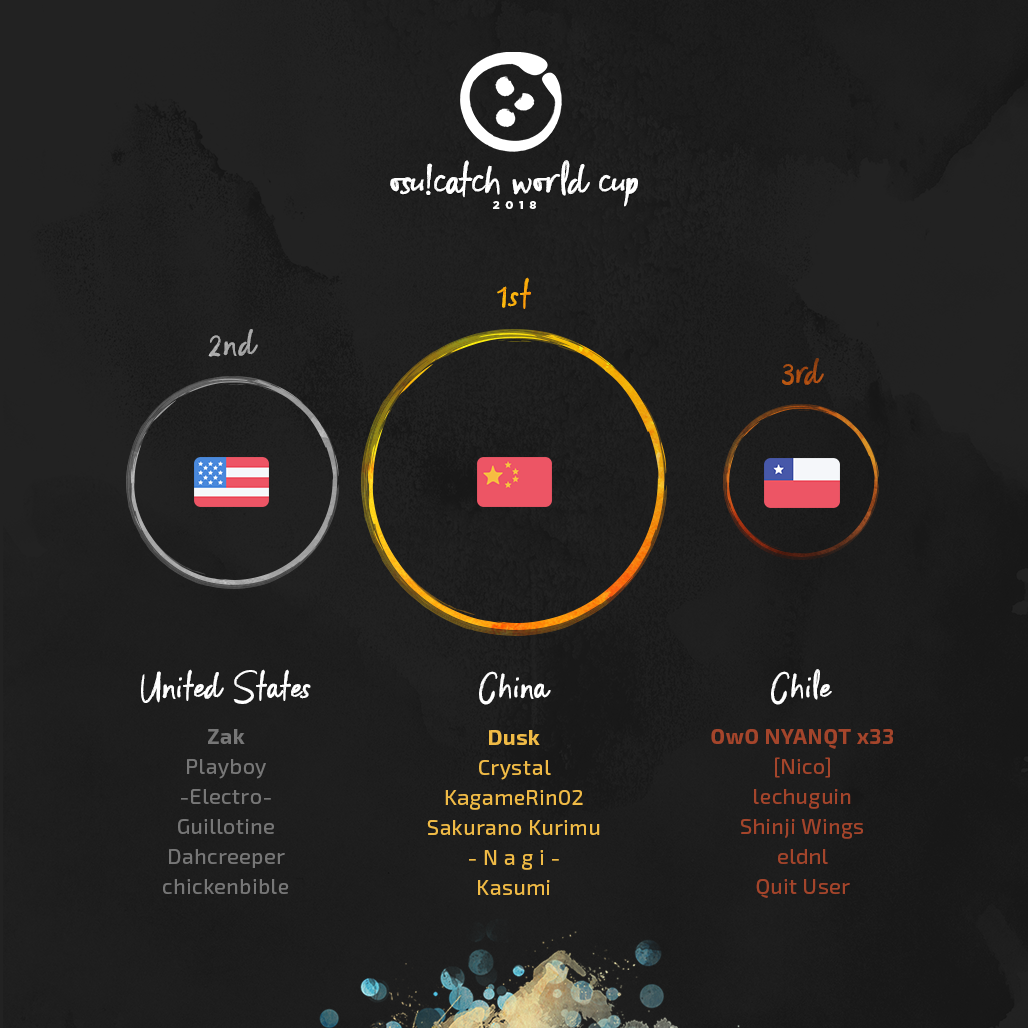 osu!catch world cup
2018
1st
2nd
3rd
United States
Zak
Playboy
-Electro-
Guillotine
Dahcreeper
chickenbible
China
Dusk
Crystal
KagameRin02
Sakurano Kurimu
- N a g i -
Kasumi
Chile
OwO NYANQT x33
[Nico]
lechuguin
Shinji Wings
eldnl
Quit User